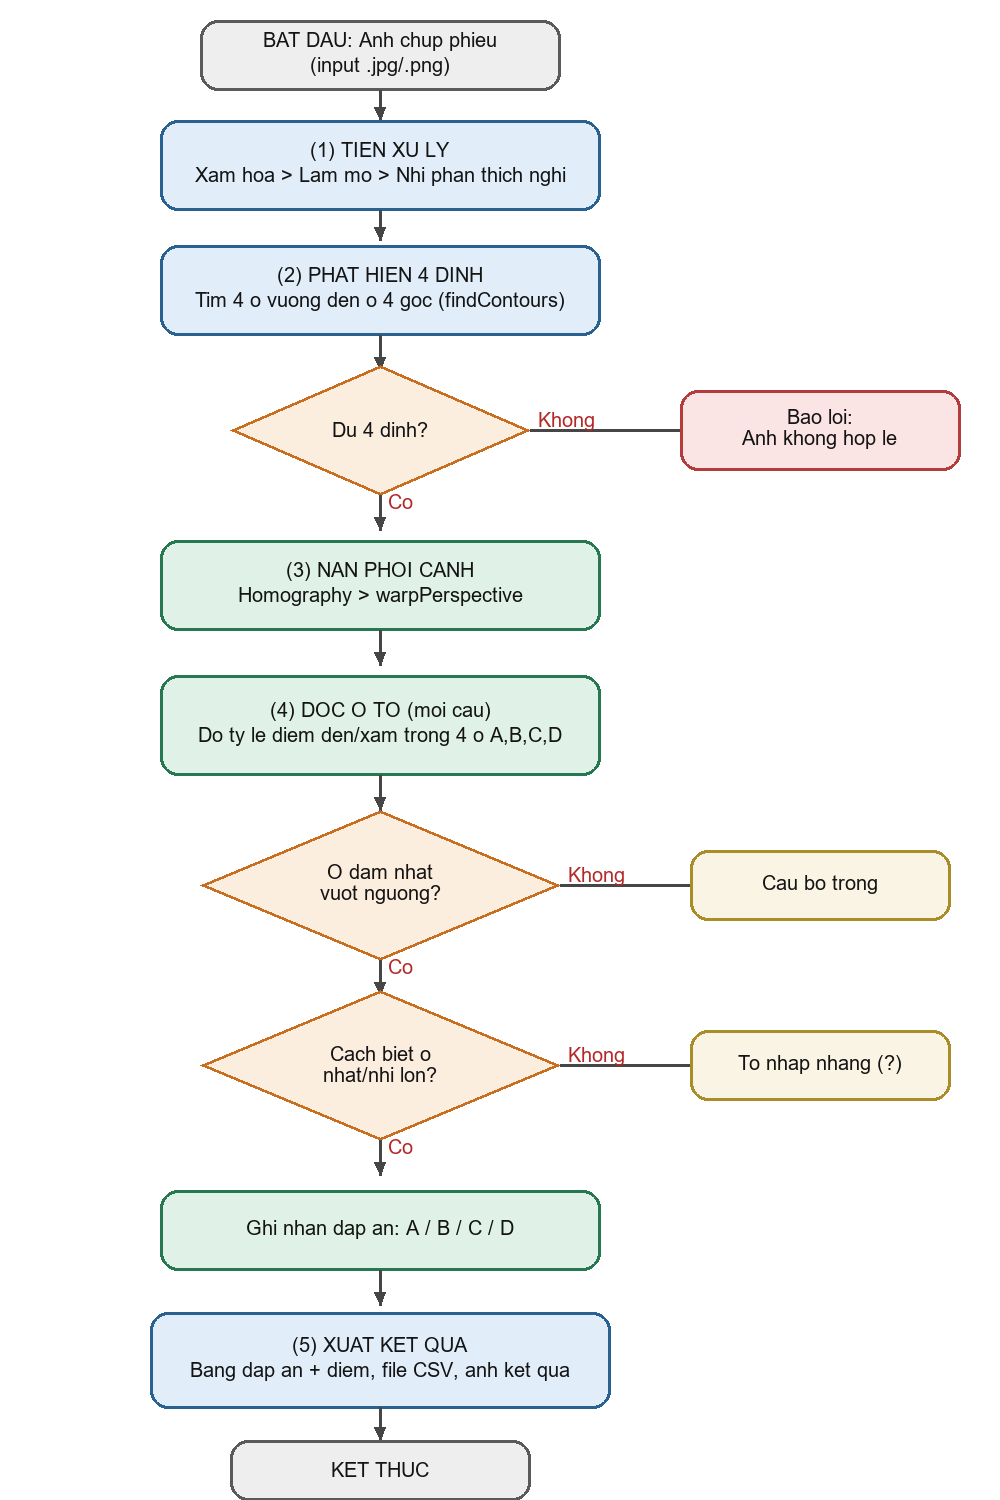 BAT DAU: Anh chup phieu
(input .jpg/.png)
(1) TIEN XU LY
Xam hoa > Lam mo > Nhi phan thich nghi
(2) PHAT HIEN 4 DINH
Tim 4 o vuong den o 4 goc (findContours)
Du 4 dinh?
Khong
Bao loi:
Anh khong hop le
Co
(3) NAN PHOI CANH
Homography > warpPerspective
(4) DOC O TO (moi cau)
Do ty le diem den/xam trong 4 o A,B,C,D
O dam nhat
vuot nguong?
Khong
Cau bo trong
Co
Cach biet o
nhat/nhi lon?
Khong
To nhap nhang (?)
Co
Ghi nhan dap an: A / B / C / D
(5) XUAT KET QUA
Bang dap an + diem, file CSV, anh ket qua
KET THUC